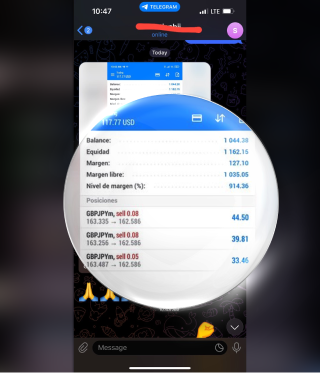 10:47
TELEGRAM
LTE
2
online
S
Today
117.77 USD
Balance: 1 044.38
Equidad 1 162.15
Margen: 127.10
Margen libre: 1 035.05
Nivel de margen (%): 914.36
Posiciones
GBPJPYm, sell 0.08
163.335 → 162.586 44.50
GBPJPYm, sell 0.08
163.256 → 162.586 39.81
GBPJPYm, sell 0.05
163.487 → 162.586 33.46
Message